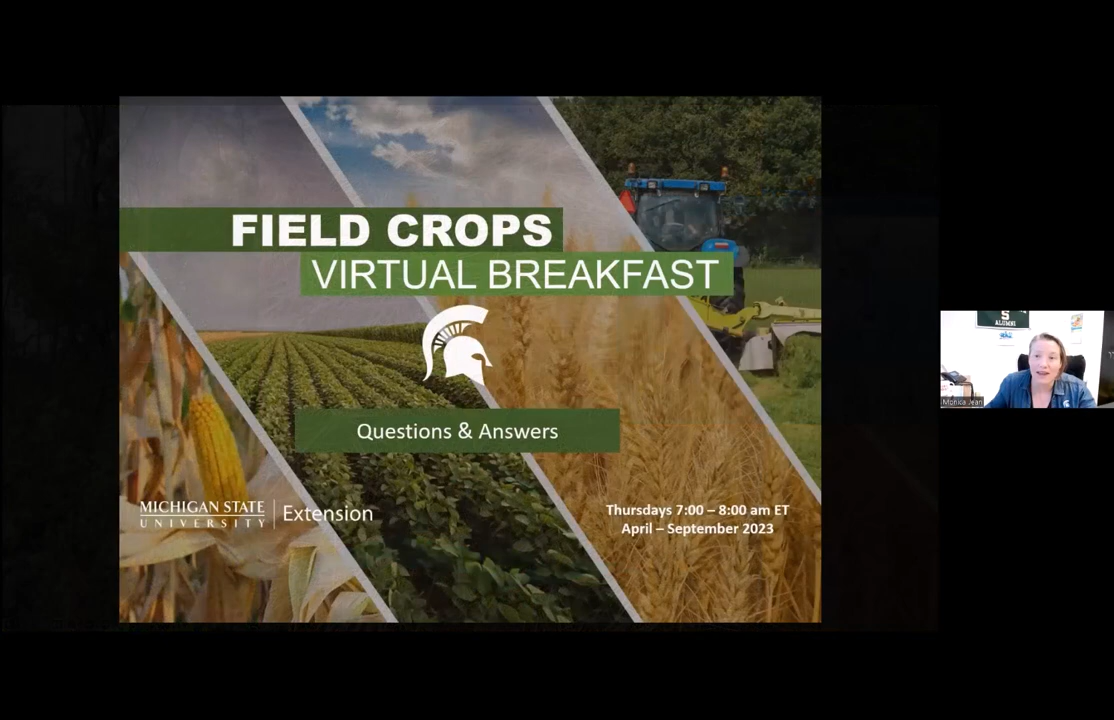 FIELD CROPS
VIRTUAL BREAKFAST
Questions & Answers
MICHIGAN STATE
UNIVERSITY
Extension
Thursdays 7:00 – 8:00 am ET
April – September 2023
S
ALUMNI
Monica Jean